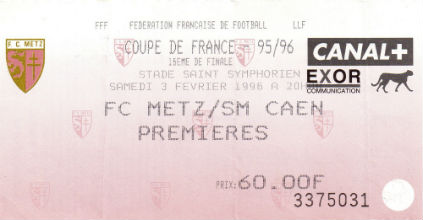 FFF FEDERATION FRANCAISE DE FOOTBALL LLF
F.C. METZ
COUPE DE FRANCE - 95/96
16EME DE FINALE
STADE SAINT SYMPHORIEN
SAMEDI 3 FEVRIER 1996 A 20H
CANAL+
EXOR
COMMUNICATION
FC METZ/SM CAEN
PREMIERES
PRIX:60.00F
3375031